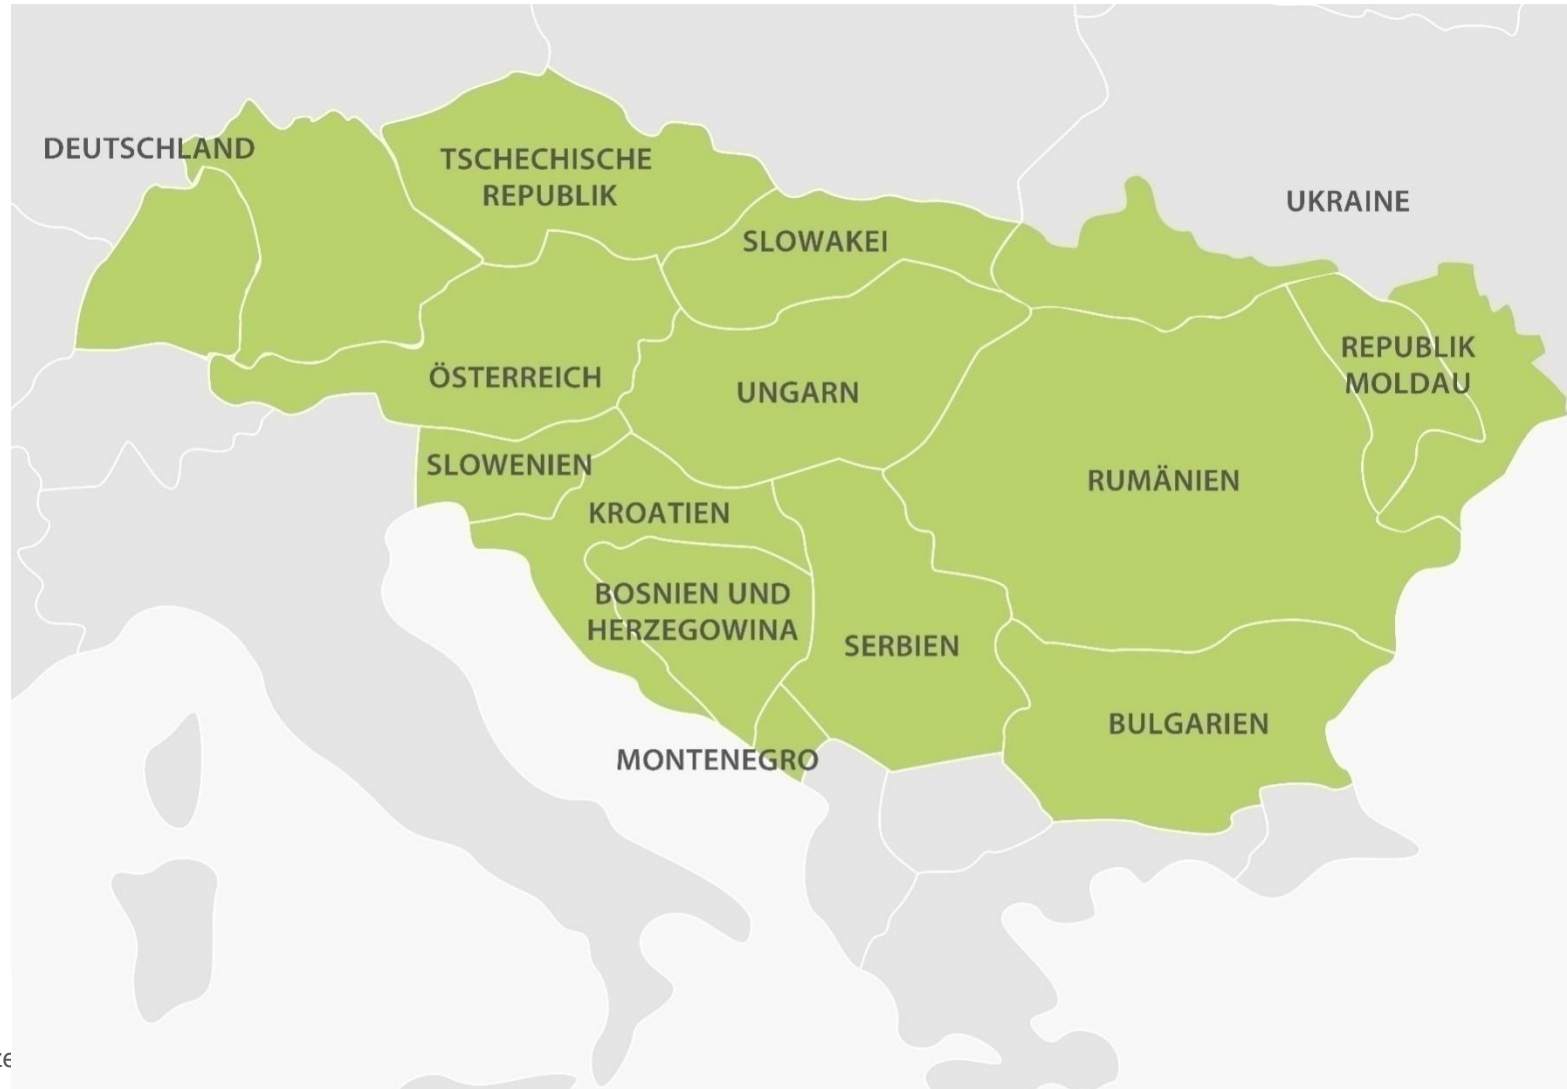 DEUTSCHLAND
TSCHECHISCHE
REPUBLIK
UKRAINE
SLOWAKEI
REPUBLIK
MOLDAU
ÖSTERREICH
UNGARN
SLOWENIEN
RUMÄNIEN
KROATIEN
BOSNIEN UND
HERZEGOWINA
SERBIEN
BULGARIEN
MONTENEGRO